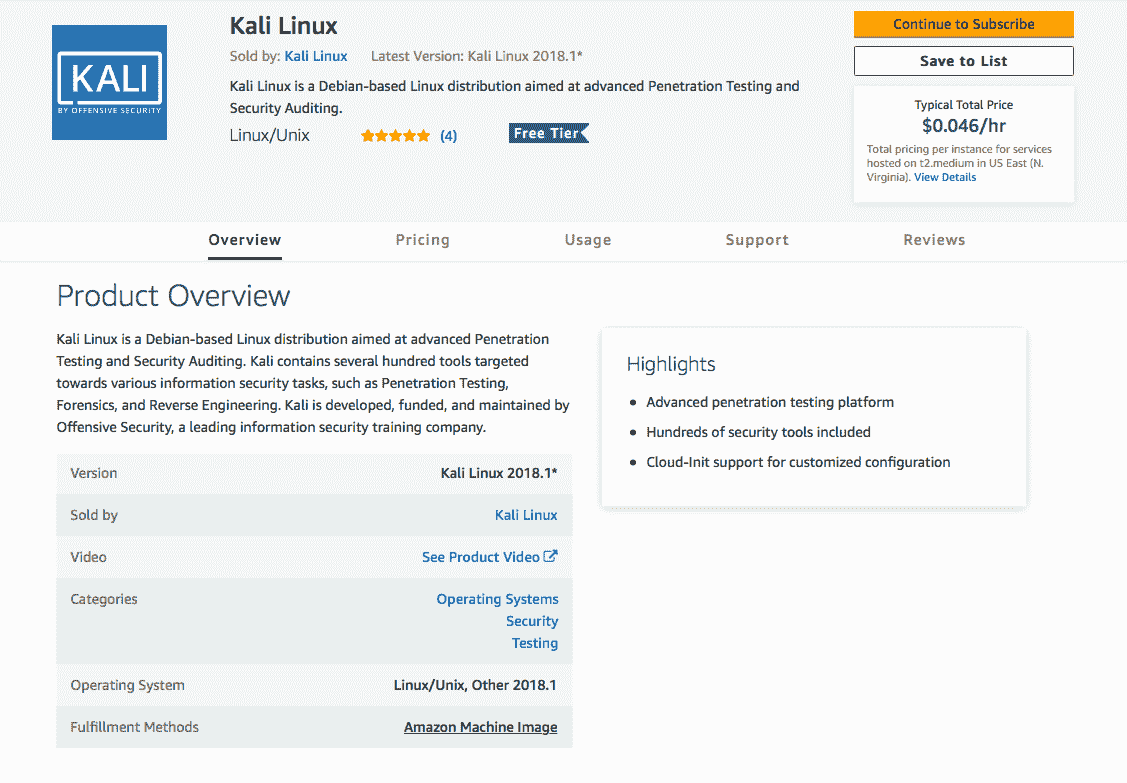 KALI
BY OFFENSIVE SECURITY
Kali Linux
Sold by: Kali Linux Latest Version: Kali Linux 2018.1*
Kali Linux is a Debian-based Linux distribution aimed at advanced Penetration Testing and
Security Auditing.
Linux/Unix (4) Free Tier
Continue to Subscribe
Save to List
Typical Total Price
$0.046/hr
Total pricing per instance for services
hosted on t2.medium in US East (N.
Virginia). View Details
Overview Pricing Usage Support Reviews
Product Overview
Kali Linux is a Debian-based Linux distribution aimed at advanced Penetration
Testing and Security Auditing. Kali contains several hundred tools targeted
towards various information security tasks, such as Penetration Testing,
Forensics, and Reverse Engineering. Kali is developed, funded, and maintained by
Offensive Security, a leading information security training company.
Version Kali Linux 2018.1*
Sold by Kali Linux
Video See Product Video
Categories Operating Systems
Security
Testing
Operating System Linux/Unix, Other 2018.1
Fulfillment Methods Amazon Machine Image
Highlights
• Advanced penetration testing platform
• Hundreds of security tools included
• Cloud-Init support for customized configuration